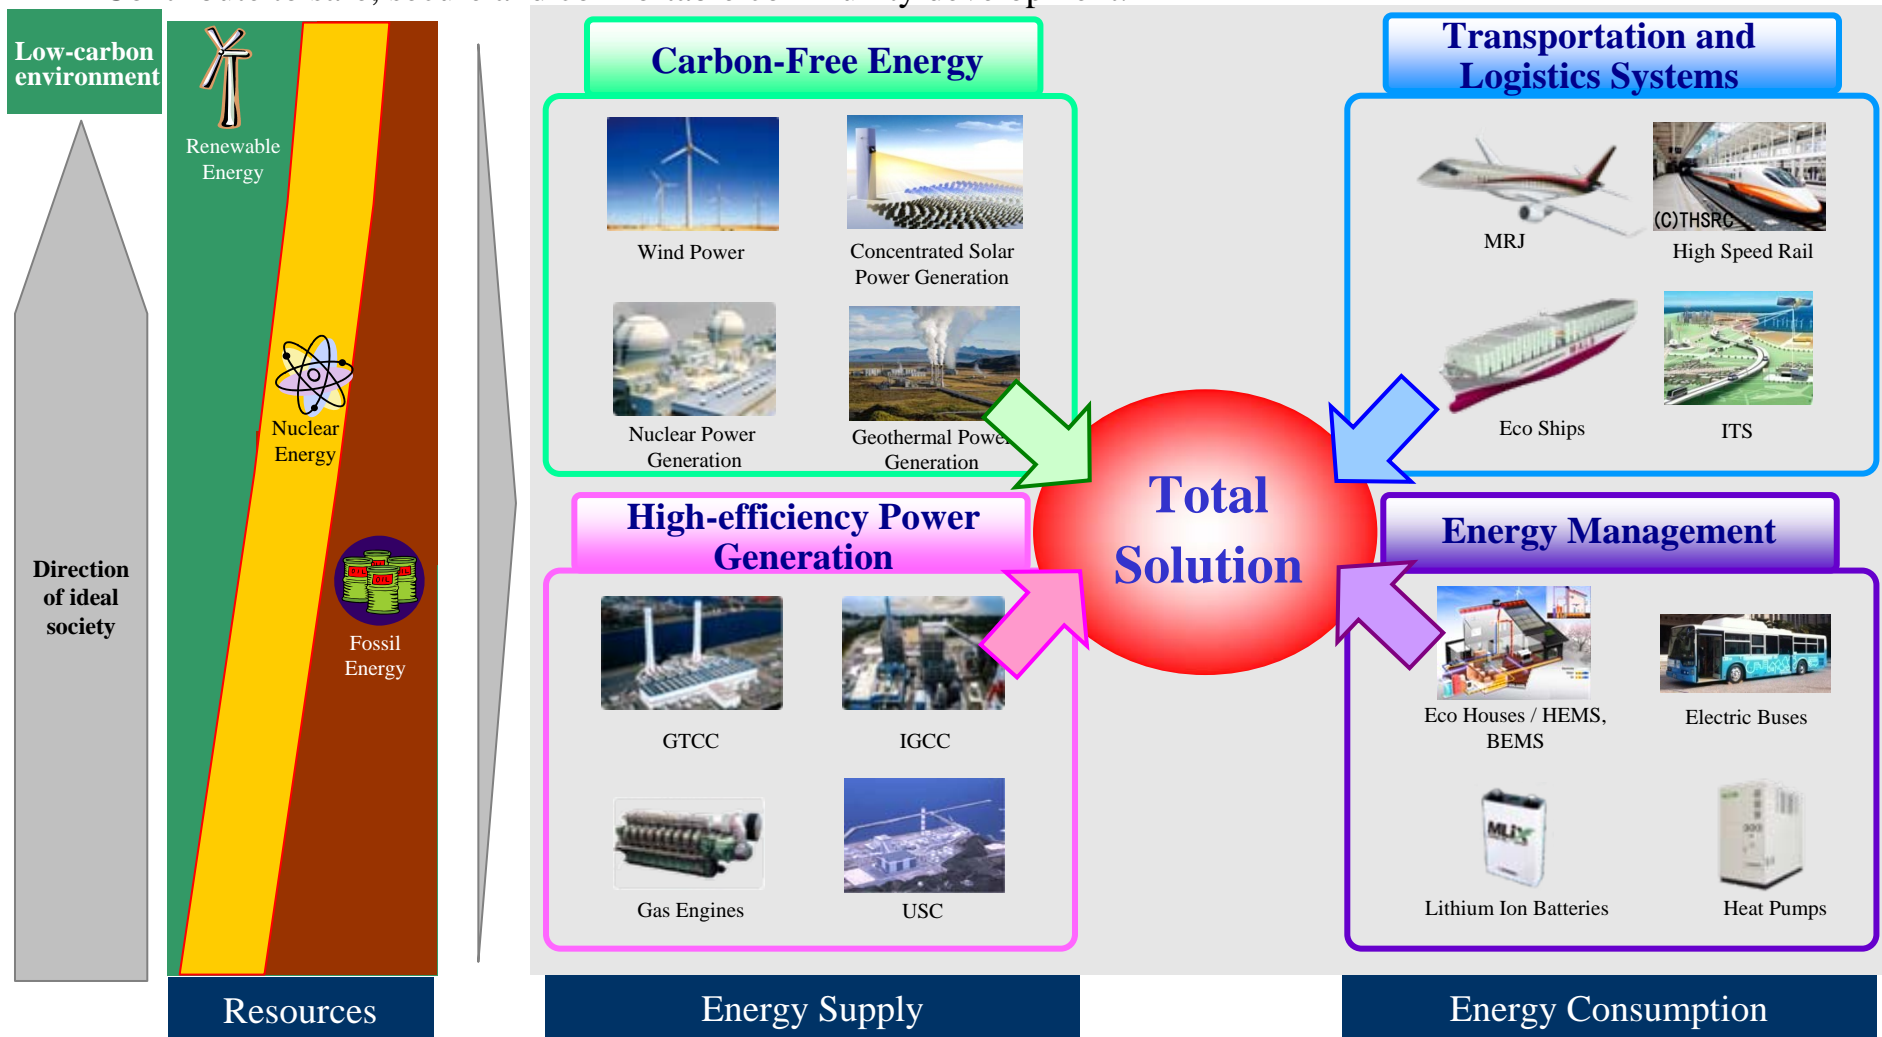 Low-carbon
environment
Direction
of ideal
society
Renewable
Energy
Nuclear
Energy
OIL
Fossil
Energy
Resources
Carbon-Free Energy
Wind Power
Concentrated Solar
Power Generation
Nuclear Power
Generation
Geothermal Power
Generation
High-efficiency Power
Generation
GTCC
IGCC
Gas Engines
USC
Energy Supply
Total
Solution
Transportation and
Logistics Systems
MRJ
(C)THSRC
High Speed Rail
Eco Ships
ITS
Energy Management
Eco Houses / HEMS,
BEMS
Electric Buses
MLiX
Lithium Ion Batteries
Heat Pumps
Energy Consumption